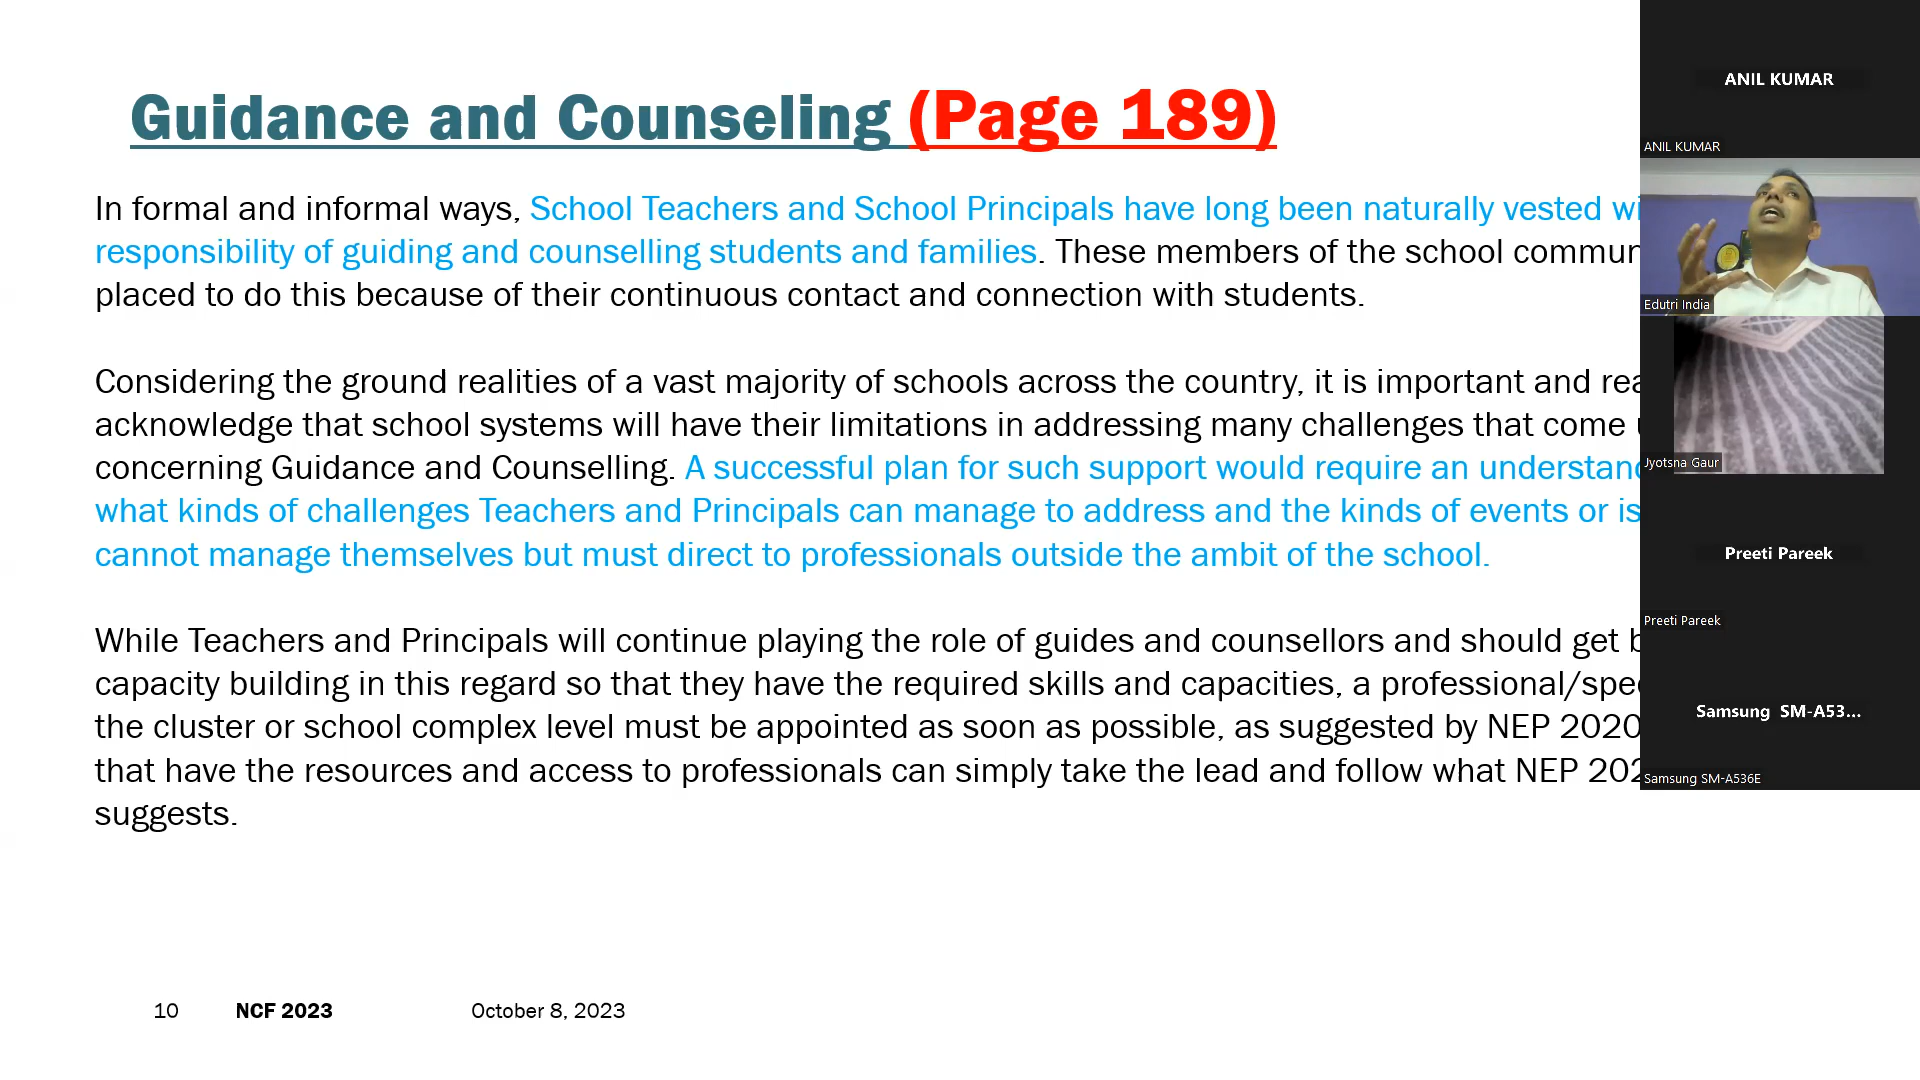 Guidance and Counseling (Page 189)
In formal and informal ways, School Teachers and School Principals have long been naturally vested
responsibility of guiding and counselling students and families. These members of the school
placed to do this because of their continuous contact and connection with students.
Considering the ground realities of a vast majority of schools across the country, it is important and
acknowledge that school systems will have their limitations in addressing many challenges that come
concerning Guidance and Counselling. A successful plan for such support would require an
what kinds of challenges Teachers and Principals can manage to address and the kinds of events or
cannot manage themselves but must direct to professionals outside the ambit of the school.
While Teachers and Principals will continue playing the role of guides and counsellors and should get
capacity building in this regard so that they have the required skills and capacities, a
the cluster or school complex level must be appointed as soon as possible, as suggested by NEP 2020
that have the resources and access to professionals can simply take the lead and follow what NEP
suggests.
10 NCF 2023 October 8, 2023
ANIL KUMAR
ANIL KUMAR
Edutri India
Jyotsna Gaur
Preeti Pareek
Preeti Pareek
Samsung SM-A53...
Samsung SM-A536E